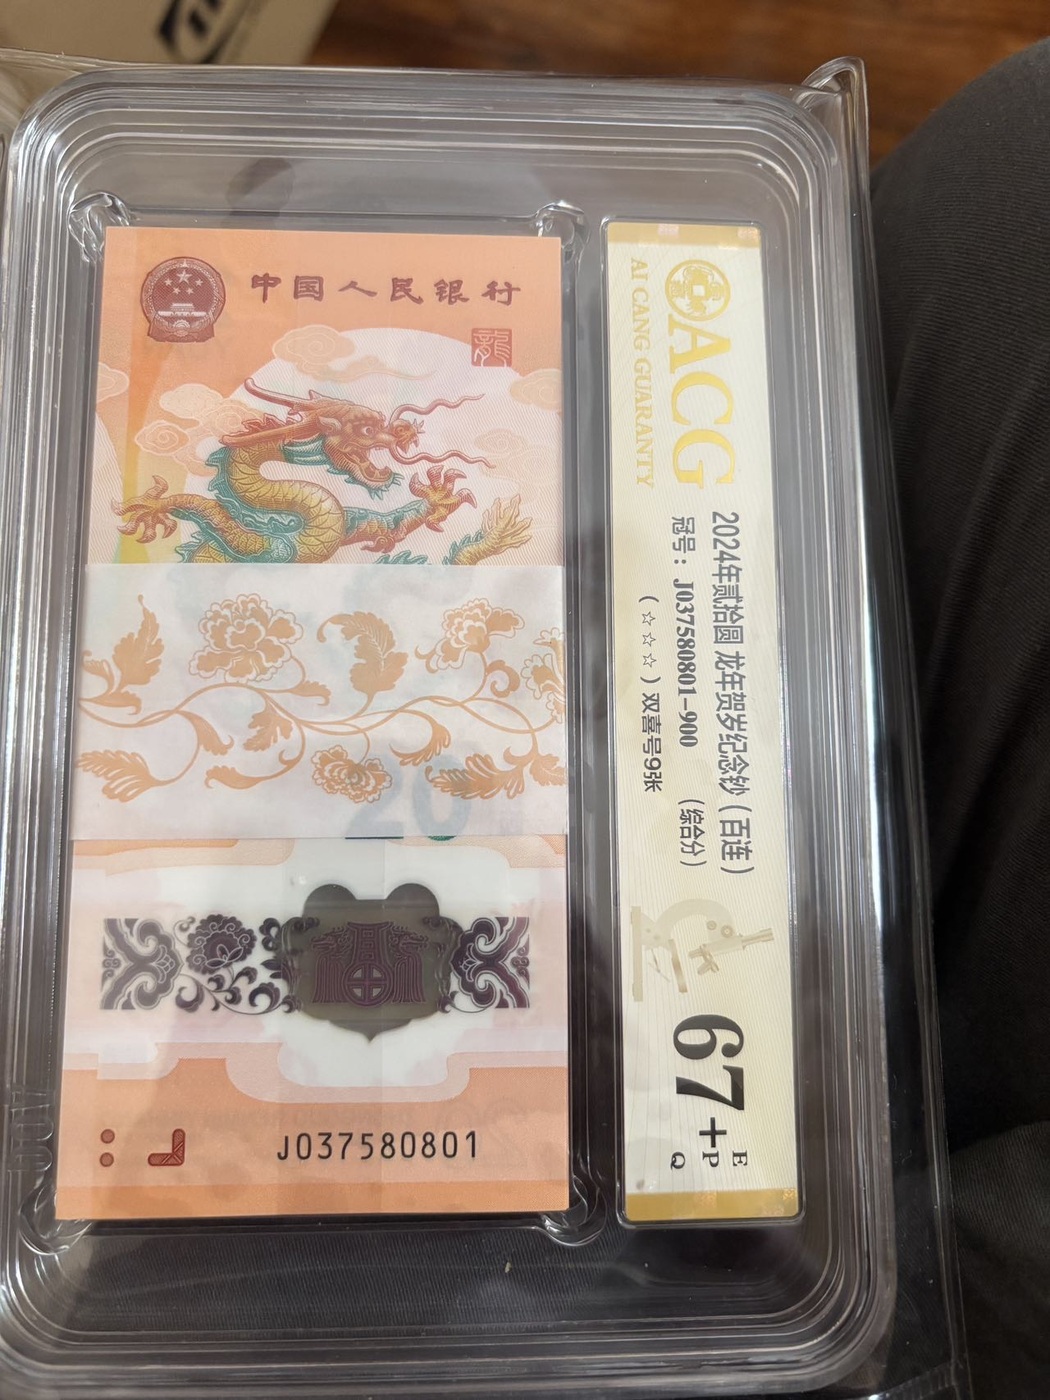 中国人民银行
龍
20
J037580801
ACG
AI CANG GUARANTY
2024年贰拾圆 龙年贺岁纪念钞（百连）
冠号： J037580801-900 （综合分）
（☆☆☆☆）双喜号9张
67+
E
P
Q